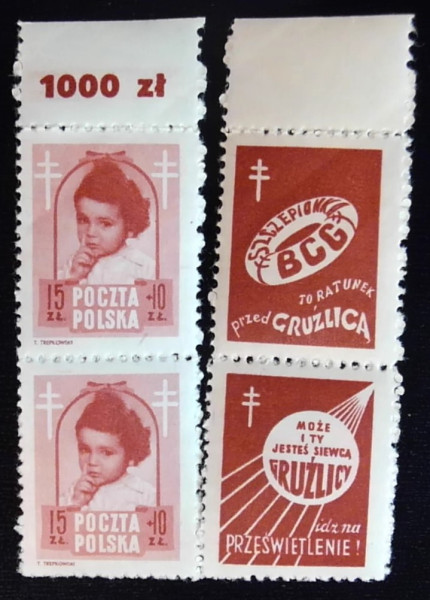 1000 zł
15 ZŁ. POCZTA POLSKA +10 ZŁ.
T. TREPKOWSKI
15 ZŁ. POCZTA POLSKA +10 ZŁ.
T. TREPKOWSKI
SZCZEPIONKA
BCG
TO RATUNEK
przed GRUŹLICĄ
MOŻE
I TY
JESTEŚ SIEWCĄ
GRUŹLICY
idź na
PRZEŚWIETLENIE!